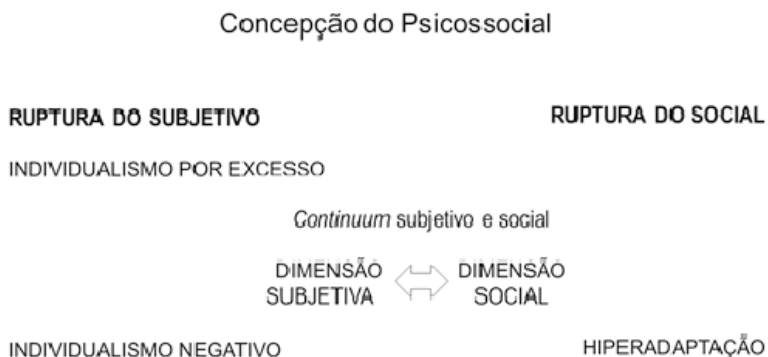 Concepção do Psicossocial
RUPTURA DO SUBJETIVO RUPTURA DO SOCIAL
INDIVIDUALISMO POR EXCESSO
Continuum subjetivo e social
DIMENSÃO DIMENSÃO
SUBJETIVA SOCIAL
INDIVIDUALISMO NEGATIVO HIPERADAPTAÇÃO